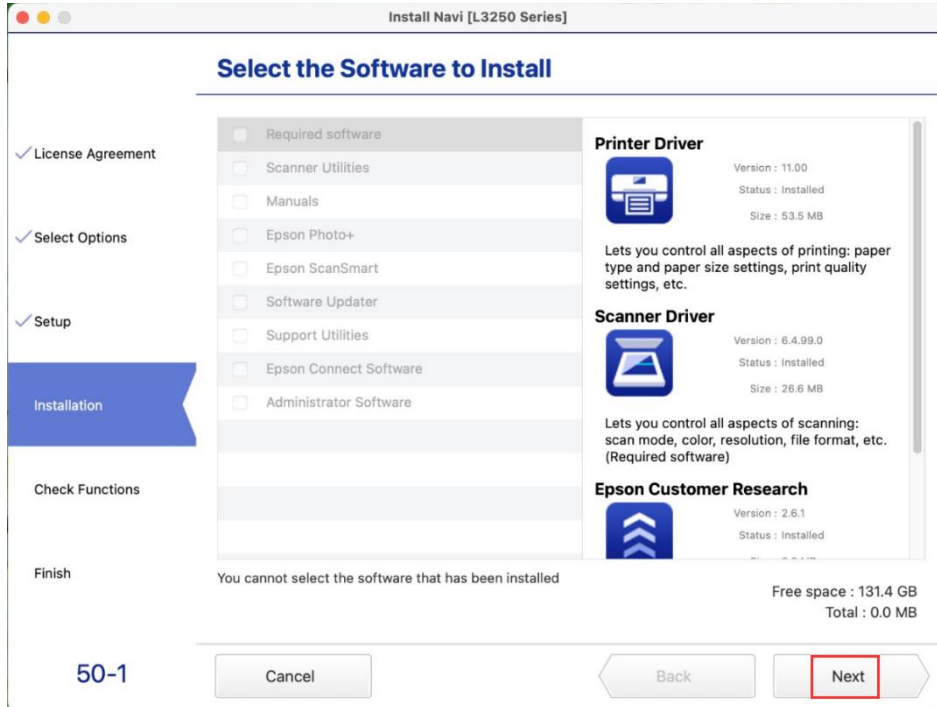 Install Navi [L3250 Series]
Select the Software to Install
License Agreement
Select Options
Setup
Installation
Check Functions
Finish
50-1
Required software
Scanner Utilities
Manuals
Epson Photo+
Epson ScanSmart
Software Updater
Support Utilities
Epson Connect Software
Administrator Software
Printer Driver
Version : 11.00
Status : Installed
Size : 53.5 MB
Lets you control all aspects of printing: paper
type and paper size settings, print quality
settings, etc.
Scanner Driver
Version : 6.4.99.0
Status : Installed
Size : 26.6 MB
Lets you control all aspects of scanning:
scan mode, color, resolution, file format, etc.
(Required software)
Epson Customer Research
Version : 2.6.1
Status : Installed
You cannot select the software that has been installed
Free space : 131.4 GB
Total : 0.0 MB
Cancel
Back
Next